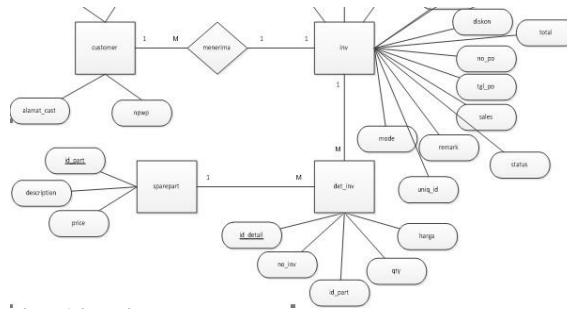 diskon
total
customer
1
M
menerima
1
1
inv
no_po
tgl_po
alamat_cast
npwp
1
sales
mode
remark
status
M
id_part
sparepart
1
M
det_inv
uniq_id
description
price
id_detail
harga
no_inv
qty
id_part